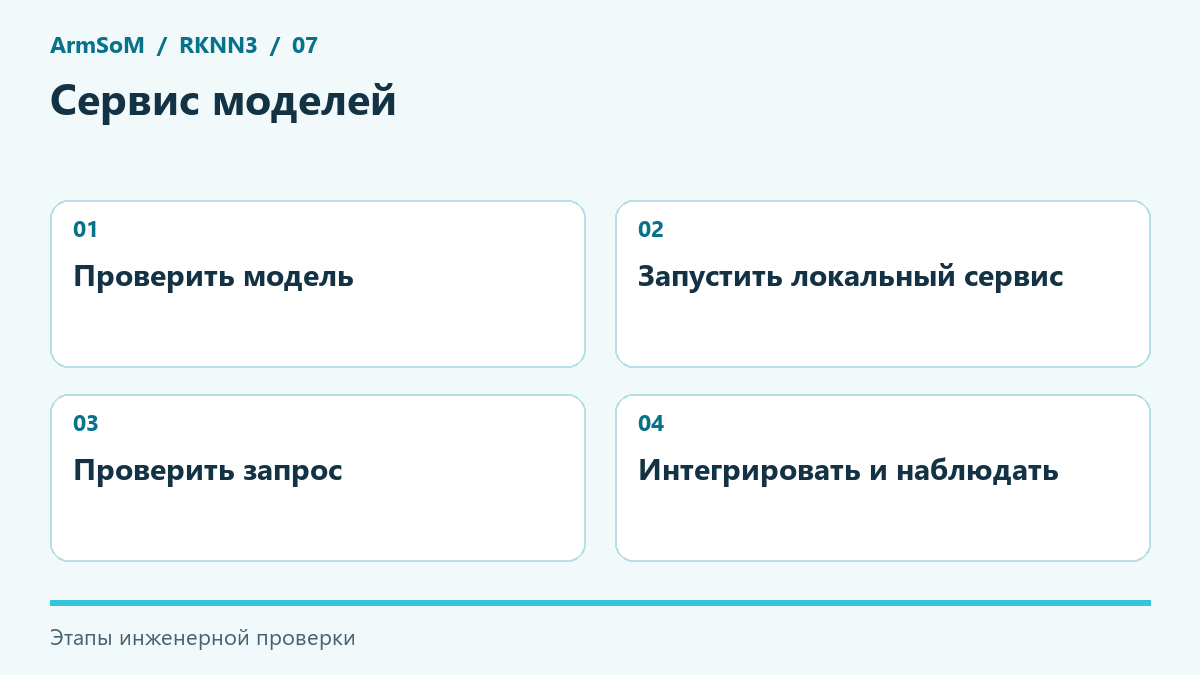 ArmSoM / RKNN3 / 07
Сервис моделей
01
Проверить модель
02
Запустить локальный сервис
03
Проверить запрос
04
Интегрировать и наблюдать
Этапы инженерной проверки